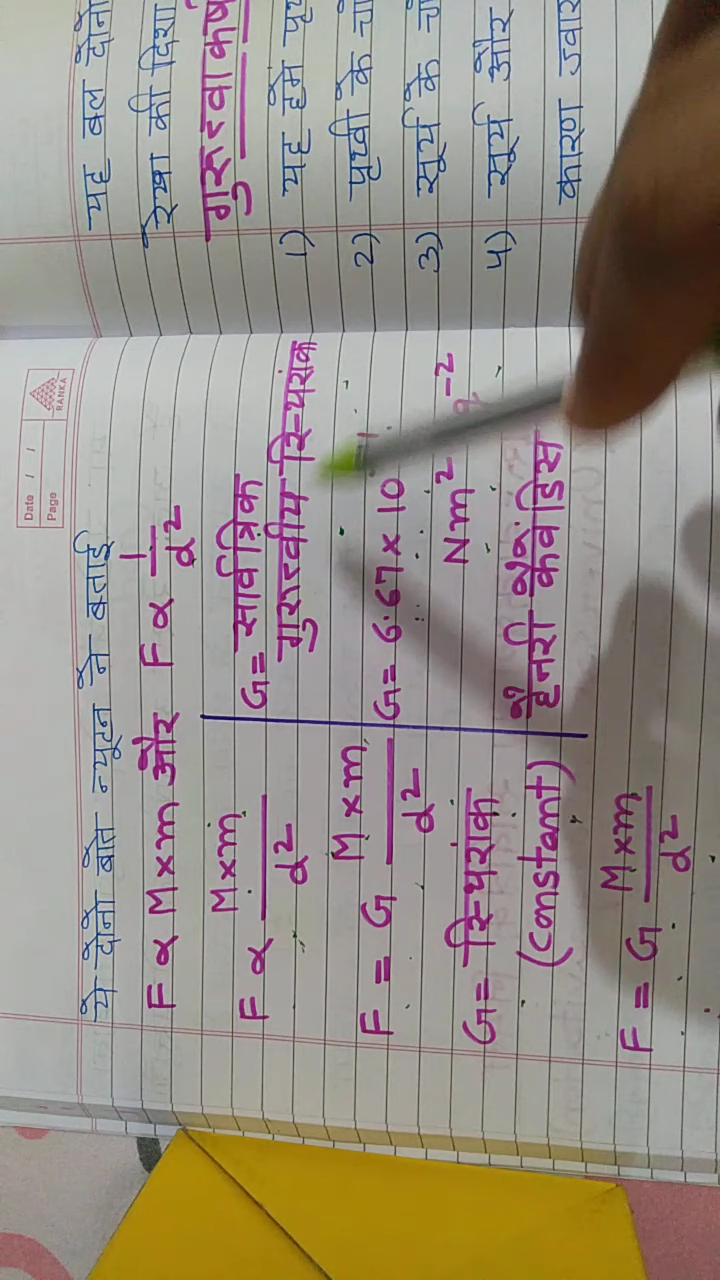 Date / /
Page
RANKA
ये दोनो बाते न्यूटन ने बताई
F ∝ M×m और F ∝ 1/d²
F ∝ M×m/d²
F = G M×m/d²
G = स्थिरांक
(constant)
F = G M×m/d²
G = सार्वत्रिक
गुरुत्वीय स्थिरांक
G = 6.67 × 10
Nm² -2
हेनरी कैवेंडिस
यह बल दोनो
रेखा की दिशा
गुरुत्वाकर्ष
1) यह हमे पृथ
2) पृथ्वी के चा
3) सूर्य के चा
4) सूर्य और
कारण ज्वार